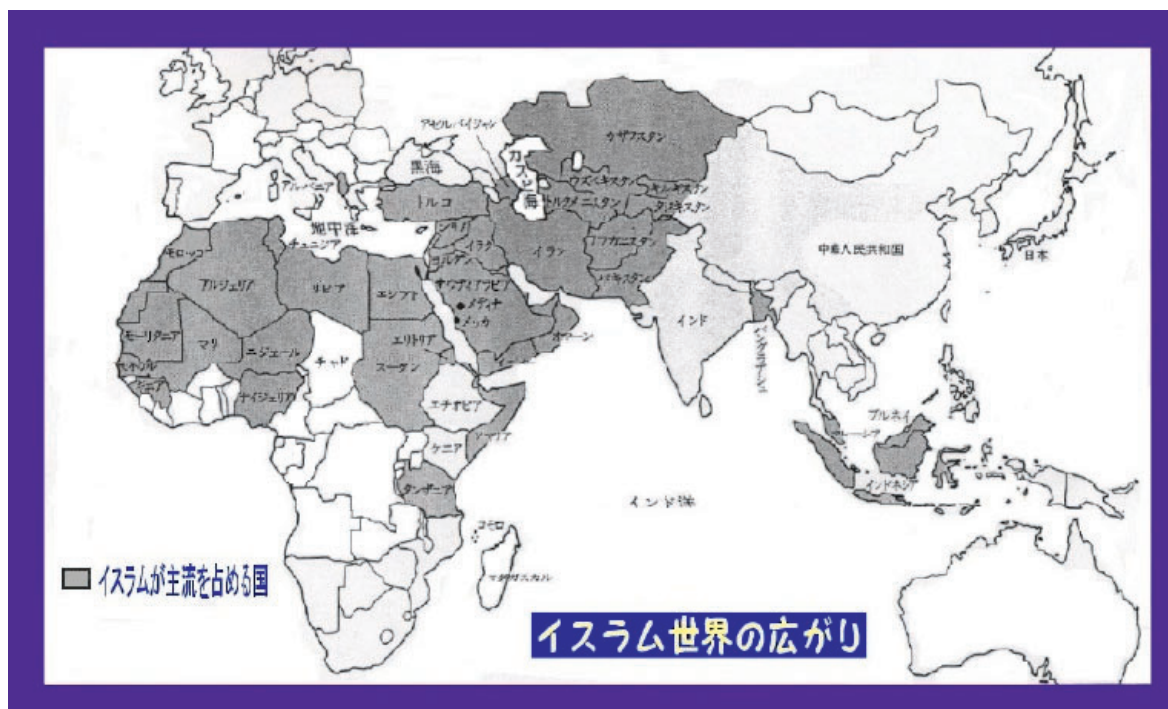 アゼルバイジャン
カザフスタン
黒海
カスピ海
ウズベキスタン
キルギスタン
アルバニア
トルコ
トルクメニスタン
タジキスタン
地中海
シリア
チュニジア
イラク
イラン
アフガニスタン
中華人民共和国
日本
モロッコ
ヨルダン
アルジェリア
リビア
エジプト
サウディアラビア
パキスタン
メディナ
メッカ
インド
モーリタニア
マリ
ニジェール
チャド
エリトリア
スーダン
オマーン
バングラデシュ
セネガル
ギニア
ナイジェリア
エチオピア
ソマリア
ケニア
ブルネイ
マレーシア
インドネシア
タンザニア
インド洋
コモロ
マダガスカル
イスラムが主流を占める国
イスラム世界の広がり